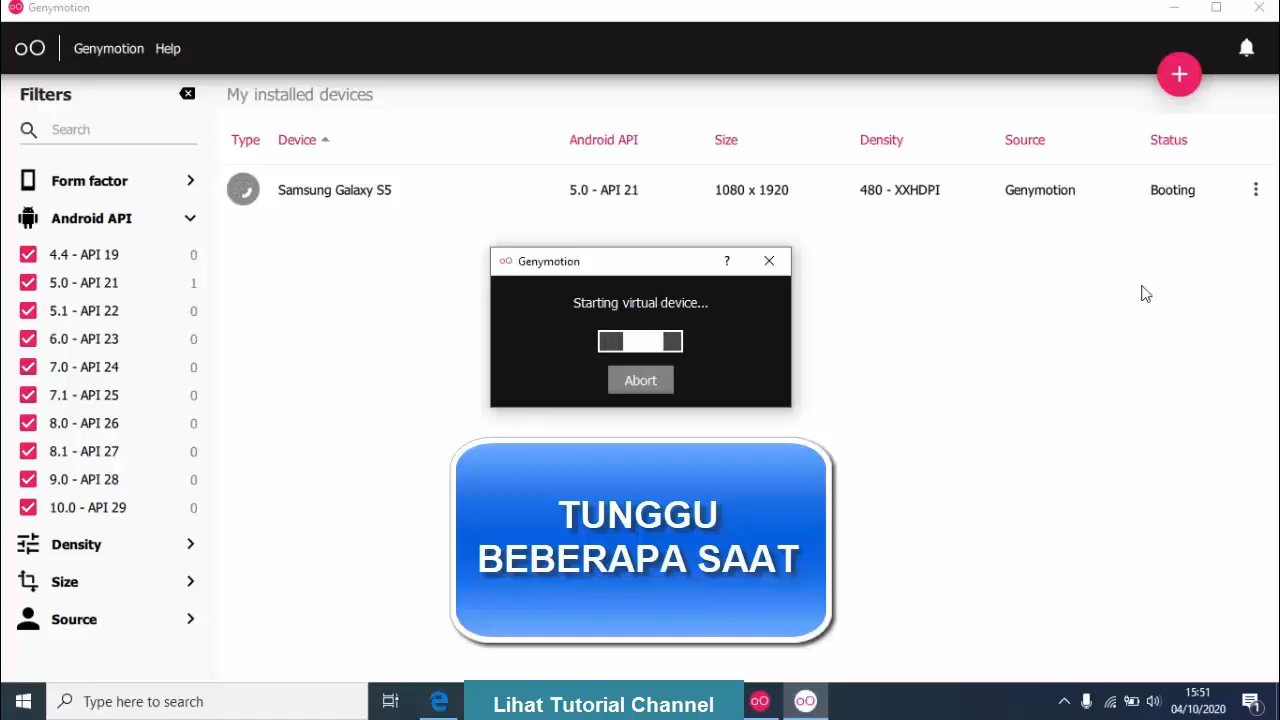 Genymotion
Genymotion Help
Filters
Search
Form factor
Android API
4.4 - API 19 0
5.0 - API 21 1
5.1 - API 22 0
6.0 - API 23 0
7.0 - API 24 0
7.1 - API 25 0
8.0 - API 26 0
8.1 - API 27 0
9.0 - API 28 0
10.0 - API 29 0
Density
Size
Source
My installed devices
Type Device Android API Size Density Source Status
Samsung Galaxy S5 5.0 - API 21 1080 x 1920 480 - XXHDPI Genymotion Booting
Genymotion ?
Starting virtual device...
Abort
TUNGGU
BEBERAPA SAAT
Type here to search
Lihat Tutorial Channel
15:51
04/10/2020
1